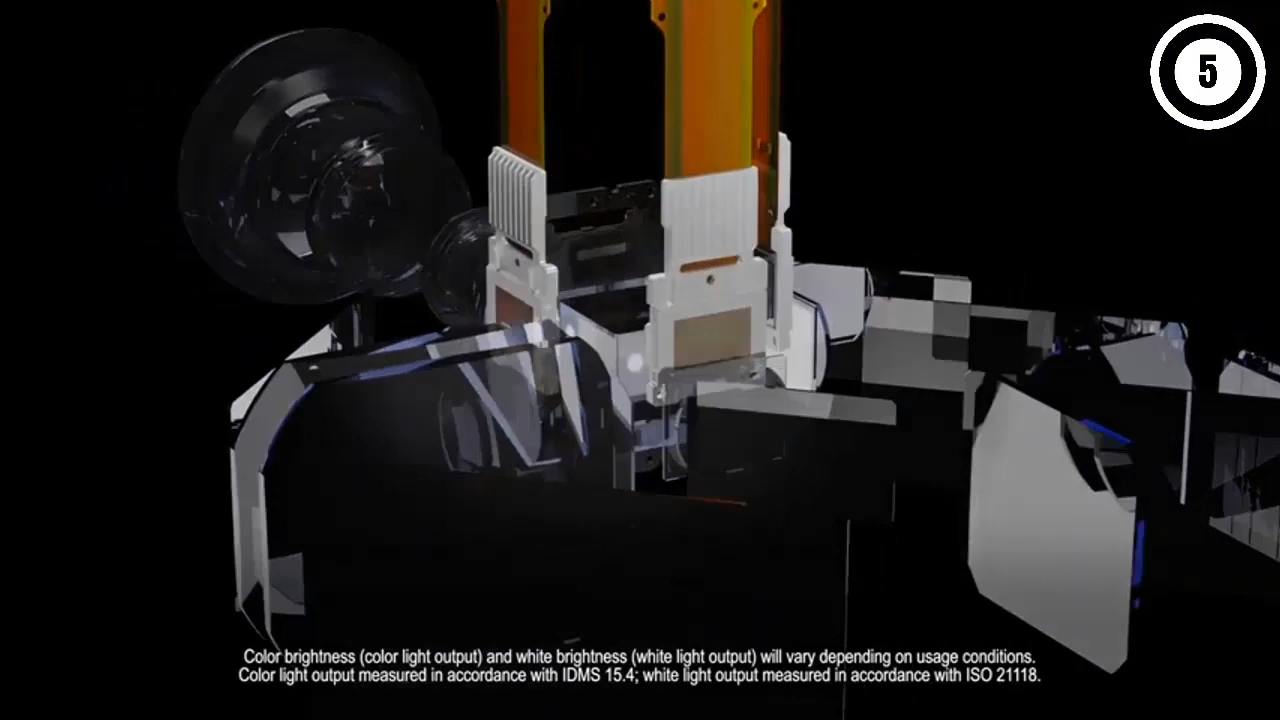 5
Color brightness (color light output) and white brightness (white light output) will vary depending on usage conditions.
Color light output measured in accordance with IDMS 15.4; white light output measured in accordance with ISO 21118.